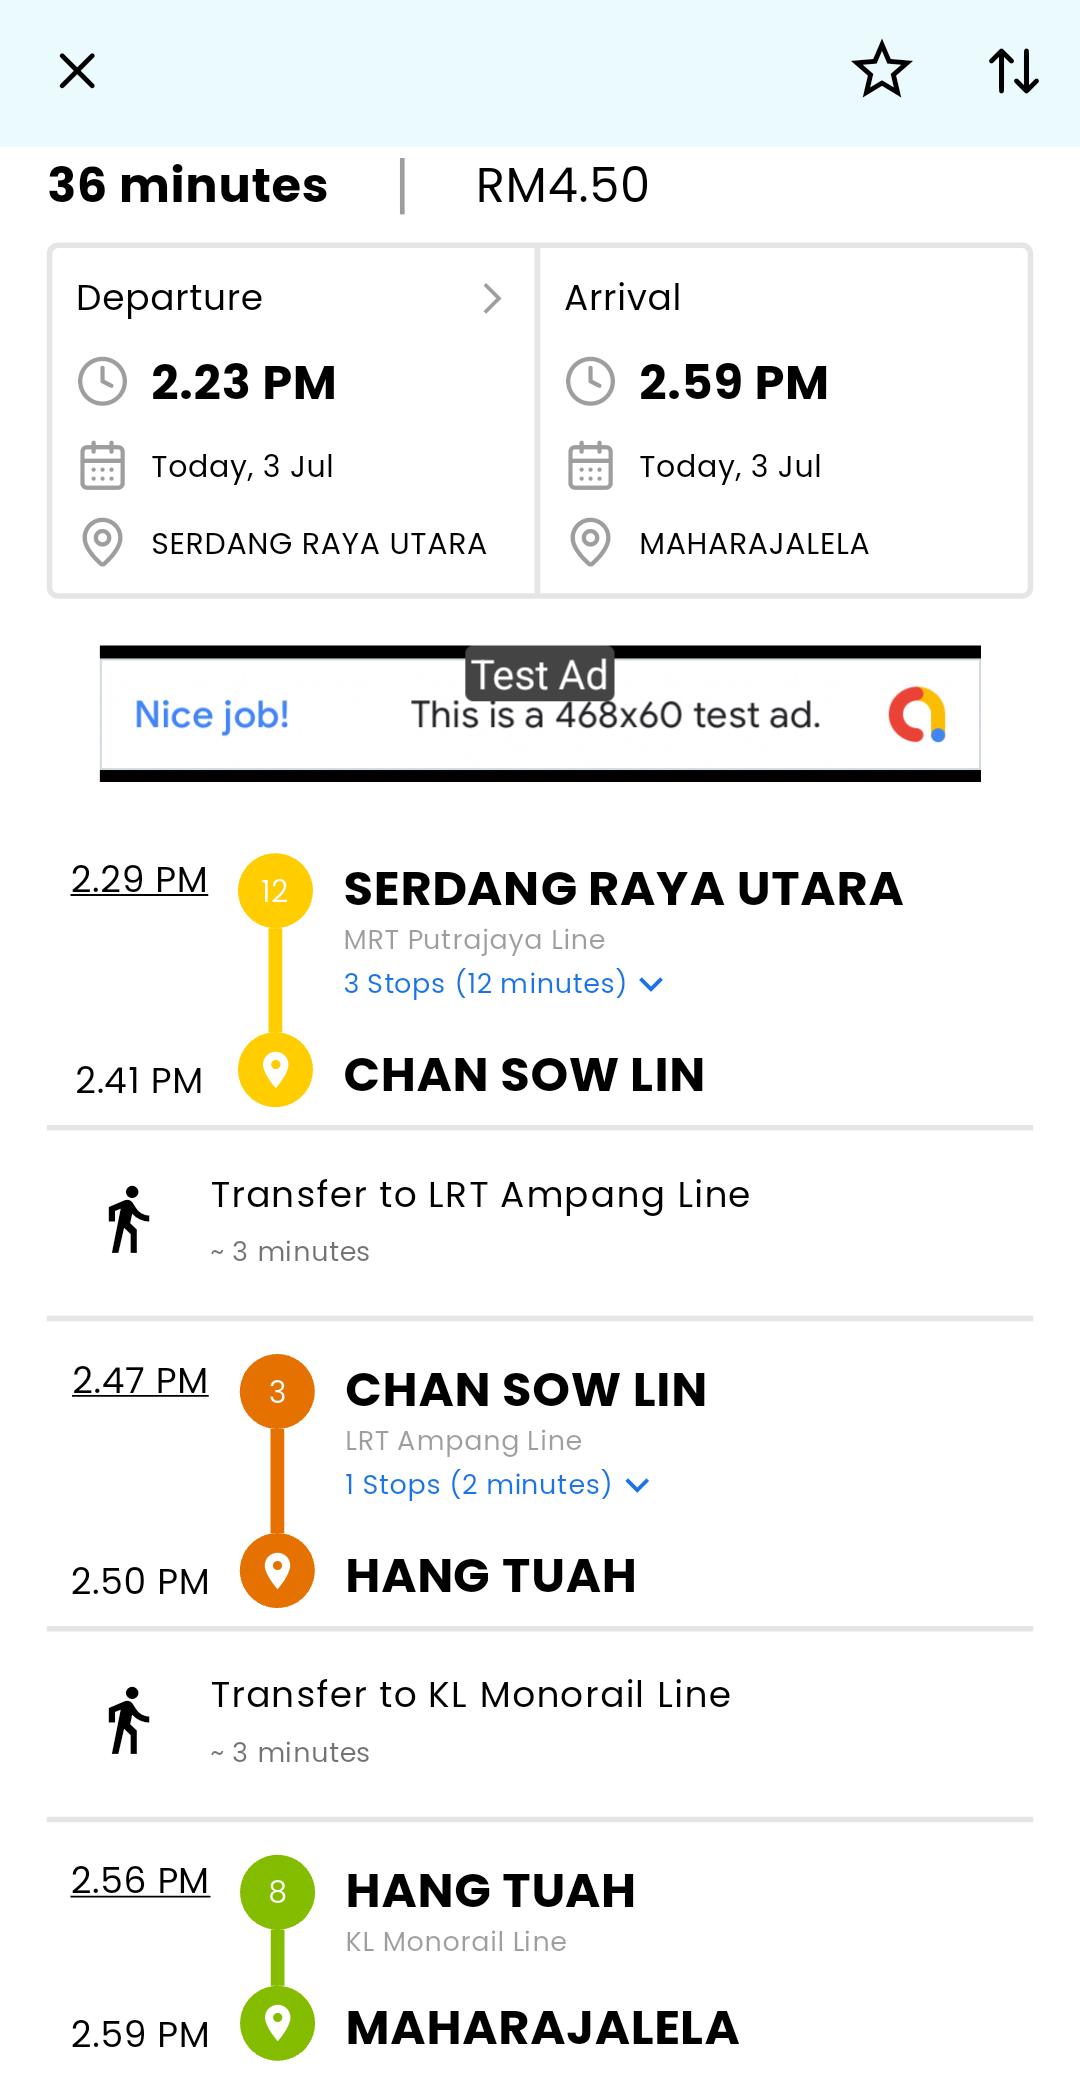 36 minutes RM4.50
Departure
2.23 PM
Today, 3 Jul
SERDANG RAYA UTARA
Arrival
2.59 PM
Today, 3 Jul
MAHARAJALELA
Test Ad
Nice job! This is a 468x60 test ad.
2.29 PM 12 SERDANG RAYA UTARA
MRT Putrajaya Line
3 Stops (12 minutes)
2.41 PM CHAN SOW LIN
Transfer to LRT Ampang Line
~ 3 minutes
2.47 PM 3 CHAN SOW LIN
LRT Ampang Line
1 Stops (2 minutes)
2.50 PM HANG TUAH
Transfer to KL Monorail Line
~ 3 minutes
2.56 PM 8 HANG TUAH
KL Monorail Line
2.59 PM MAHARAJALELA